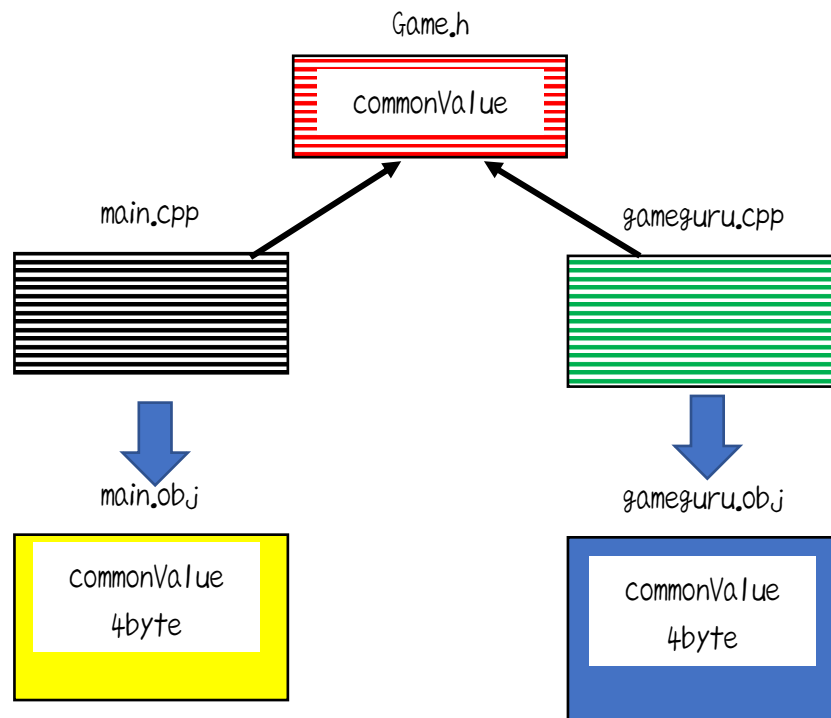 Game.h
commonValue
main.cpp
gameguru.cpp
main.obj
gameguru.obj
commonValue
4byte
commonValue
4byte